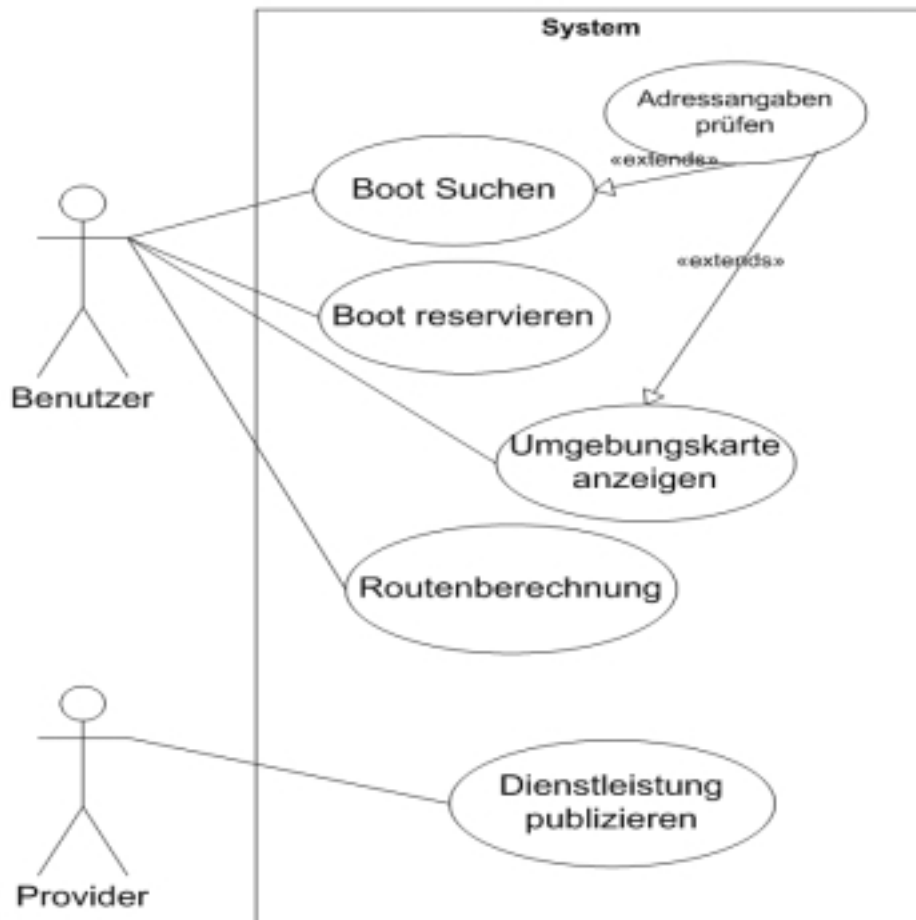 System
Adressangaben
prüfen
«extends»
Boot Suchen
«extends»
Boot reservieren
Benutzer
Umgebungskarte
anzeigen
Routenberechnung
Dienstleistung
publizieren
Provider